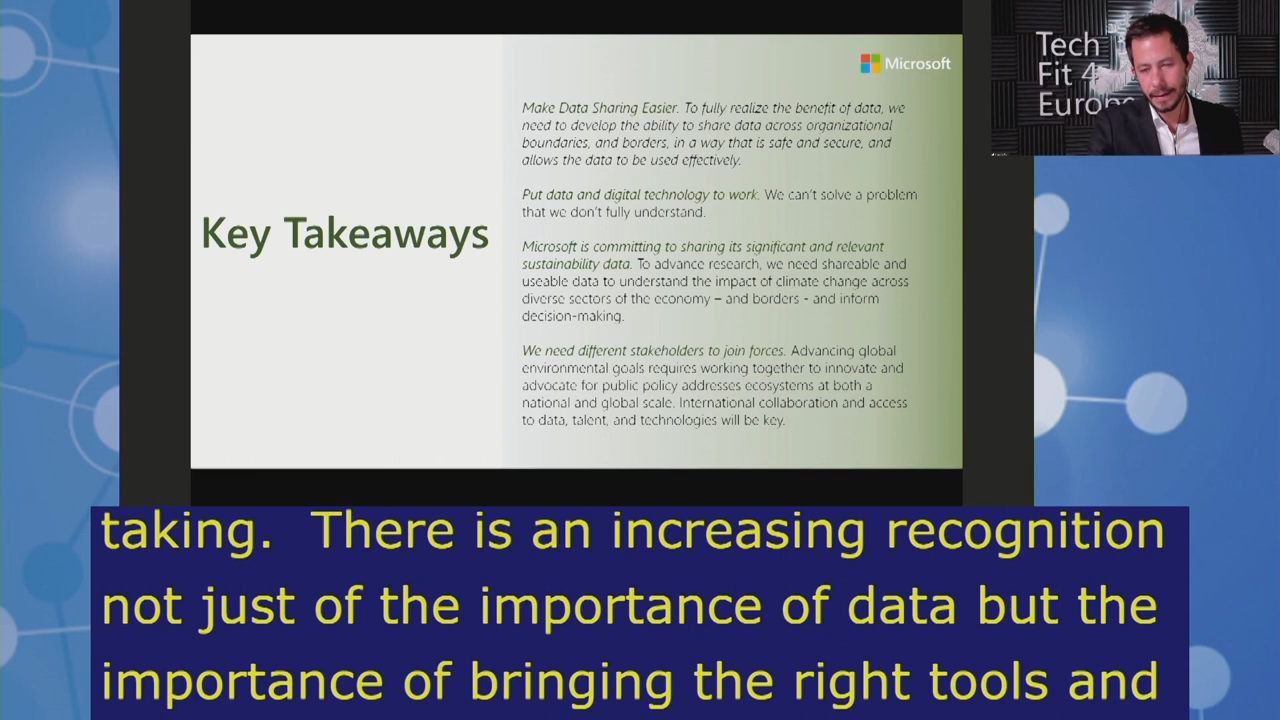 Microsoft
Tech
Fit 4
Europe
Key Takeaways
Make Data Sharing Easier. To fully realize the benefit of data, we
need to develop the ability to share data across organizational
boundaries, and borders, in a way that is safe and secure, and
allows the data to be used effectively.
Put data and digital technology to work. We can't solve a problem
that we don't fully understand.
Microsoft is committing to sharing its significant and relevant
sustainability data. To advance research, we need shareable and
useable data to understand the impact of climate change across
diverse sectors of the economy – and borders - and inform
decision-making.
We need different stakeholders to join forces. Advancing global
environmental goals requires working together to innovate and
advocate for public policy addresses ecosystems at both a
national and global scale. International collaboration and access
to data, talent, and technologies will be key.
taking.  There is an increasing recognition
not just of the importance of data but the
importance of bringing the right tools and